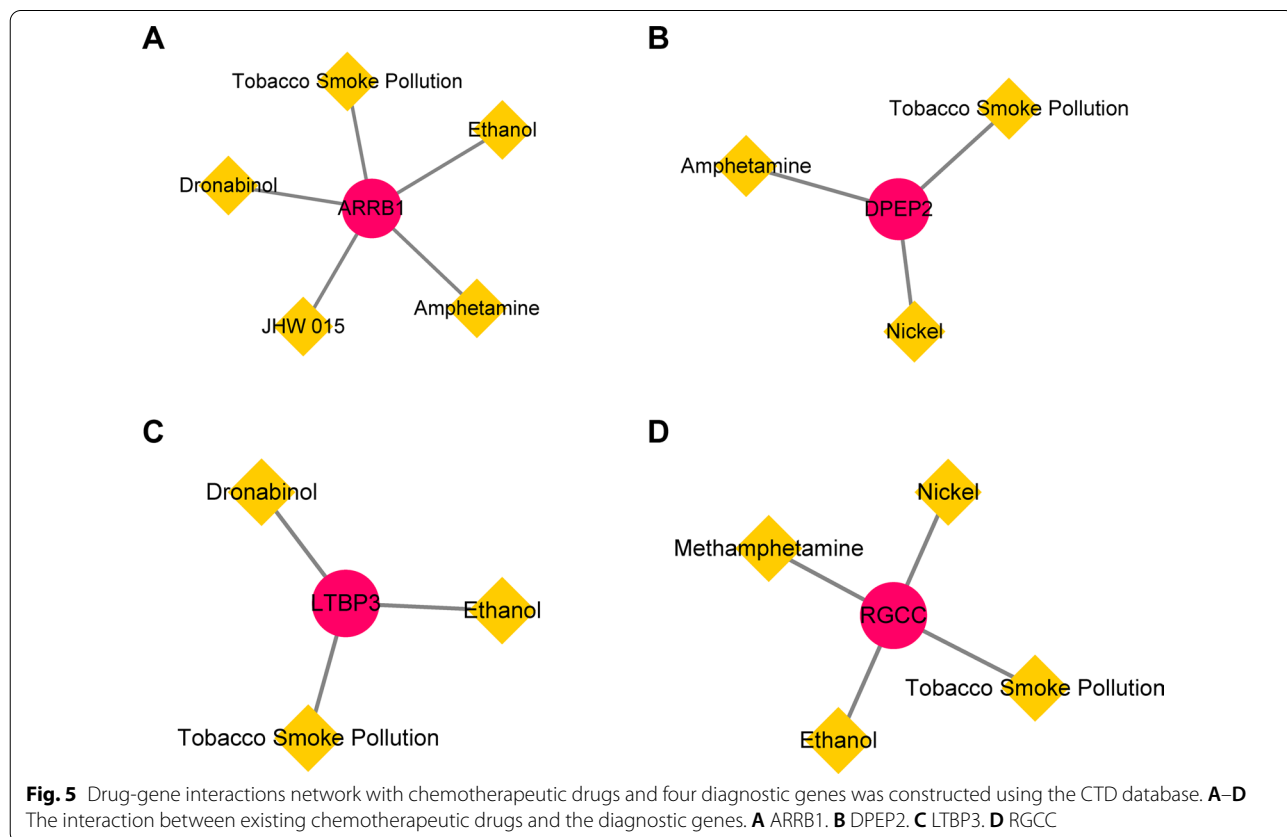 A
Tobacco Smoke Pollution
Ethanol
Dronabinol
ARRB1
JHW 015
Amphetamine
B
Tobacco Smoke Pollution
Amphetamine
DPEP2
Nickel
C
Dronabinol
LTBP3
Ethanol
Tobacco Smoke Pollution
D
Nickel
Methamphetamine
RGCC
Tobacco Smoke Pollution
Ethanol
Fig. 5 Drug-gene interactions network with chemotherapeutic drugs and four diagnostic genes was constructed using the CTD database. A–D
The interaction between existing chemotherapeutic drugs and the diagnostic genes. A ARRB1. B DPEP2. C LTBP3. D RGCC